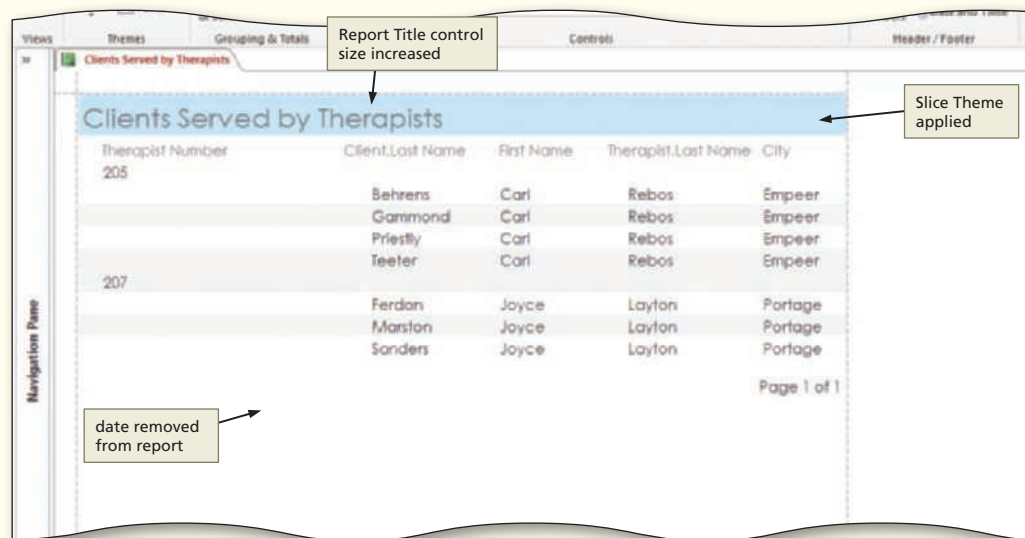 Views Themes Grouping & Totals Controls Header / Footer
Report Title control
size increased
» Clients Served by Therapists
Slice Theme
applied
Clients Served by Therapists
Therapist Number Client.Last Name First Name Therapist.Last Name City
205
Behrens Carl Rebos Empeer
Gammond Carl Rebos Empeer
Priestly Carl Rebos Empeer
Teeter Carl Rebos Empeer
207
Ferdon Joyce Layton Portage
Marston Joyce Layton Portage
Sanders Joyce Layton Portage
Page 1 of 1
Navigation Pane
date removed
from report